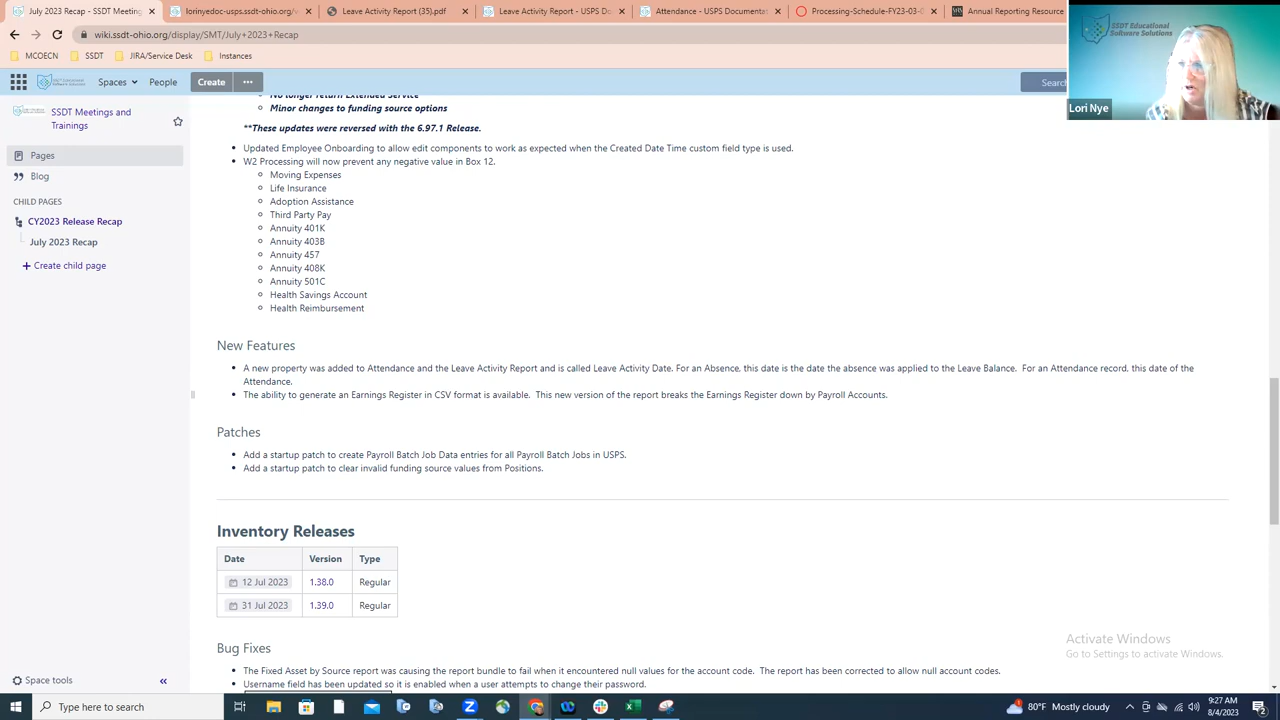 July 2023 Recap - SSDT Meeting
lorinyedoc-sys - SSDT Meetings
Leave Activity823.pdf
Leave Activity Report - USPS Doc
Attendance - USPS Documentation
Processing-Schedule-FY23-03-0
Annual Reporting Resource
wiki.ssdt-ohio.org/display/SMT/July+2023+Recap
MCOECN SSDT JIRA/Service Desk Instances
Spaces People Create ••• Search
SSDT Educational Software Solutions
Lori Nye
SSDT Meetings and Trainings
Pages
Blog
CHILD PAGES
CY2023 Release Recap
July 2023 Recap
+ Create child page
No longer return Extended Service
Minor changes to funding source options
**These updates were reversed with the 6.97.1 Release.
Updated Employee Onboarding to allow edit components to work as expected when the Created Date Time custom field type is used.
W2 Processing will now prevent any negative value in Box 12.
Moving Expenses
Life Insurance
Adoption Assistance
Third Party Pay
Annuity 401K
Annuity 403B
Annuity 457
Annuity 408K
Annuity 501C
Health Savings Account
Health Reimbursement
New Features
A new property was added to Attendance and the Leave Activity Report and is called Leave Activity Date. For an Absence, this date is the date the absence was applied to the Leave Balance. For an Attendance record, this date of the
Attendance.
The ability to generate an Earnings Register in CSV format is available. This new version of the report breaks the Earnings Register down by Payroll Accounts.
Patches
Add a startup patch to create Payroll Batch Job Data entries for all Payroll Batch Jobs in USPS.
Add a startup patch to clear invalid funding source values from Positions.
Inventory Releases
Date Version Type
12 Jul 2023 1.38.0 Regular
31 Jul 2023 1.39.0 Regular
Bug Fixes
The Fixed Asset by Source report was causing the report bundle to fail when it encountered null values for the account code. The report has been corrected to allow null account codes.
Username field has been updated so it is enabled when a user attempts to change their password.
Activate Windows
Go to Settings to activate Windows.
Space tools
Type here to search
80°F Mostly cloudy
9:27 AM
8/4/2023
2